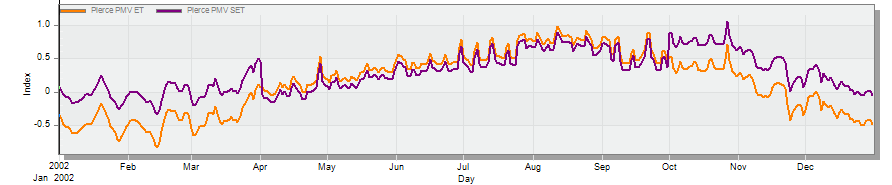 Pierce PMV ET Pierce PMV SET
1.0
0.5
Index
0
-0.5
2002 Feb Mar Apr May Jun Jul Aug Sep Oct Nov Dec
Jan 2002 Day